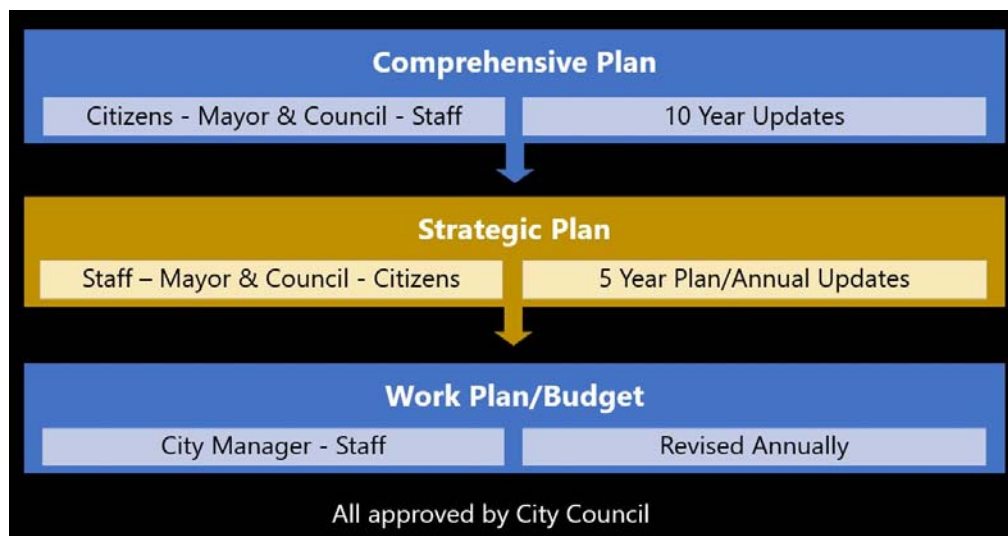 Comprehensive Plan
Citizens - Mayor & Council - Staff
10 Year Updates
Strategic Plan
Staff – Mayor & Council - Citizens
5 Year Plan/Annual Updates
Work Plan/Budget
City Manager - Staff
Revised Annually
All approved by City Council